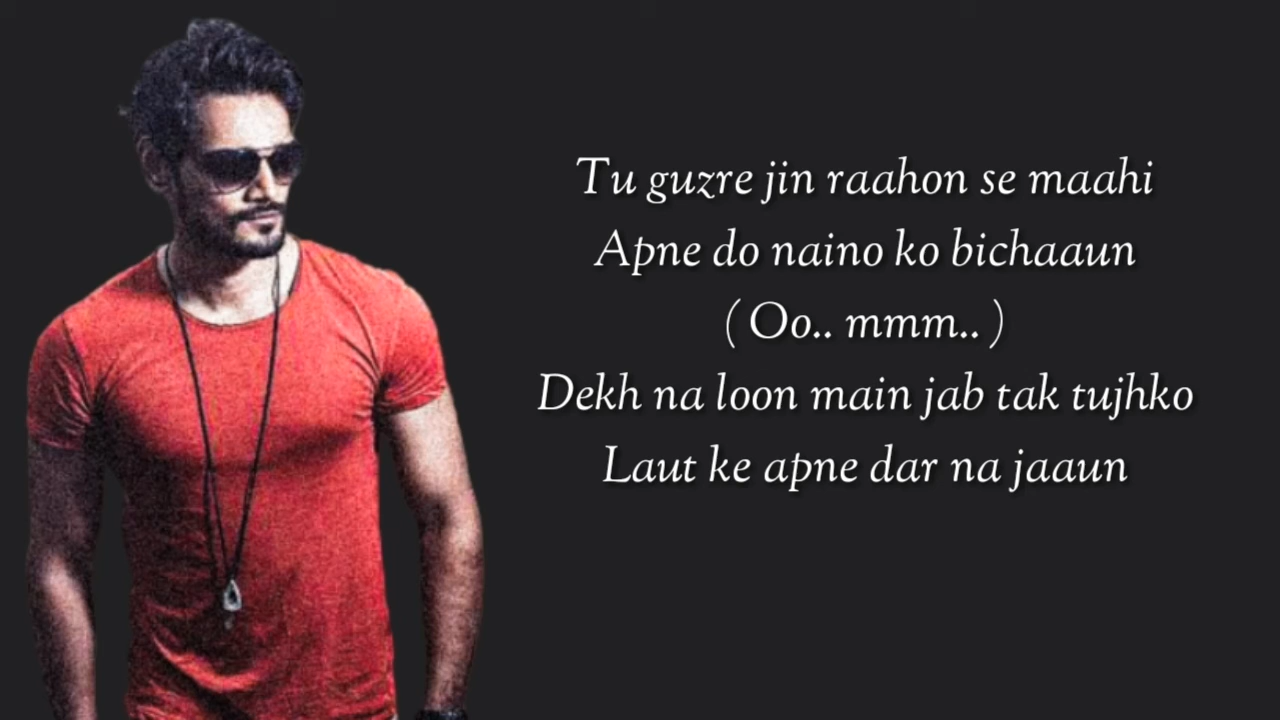 Tu guzre jin raahon se maahi
Apne do naino ko bichaaun
( Oo.. mmm.. )
Dekh na loon main jab tak tujhko
Laut ke apne dar na jaaun